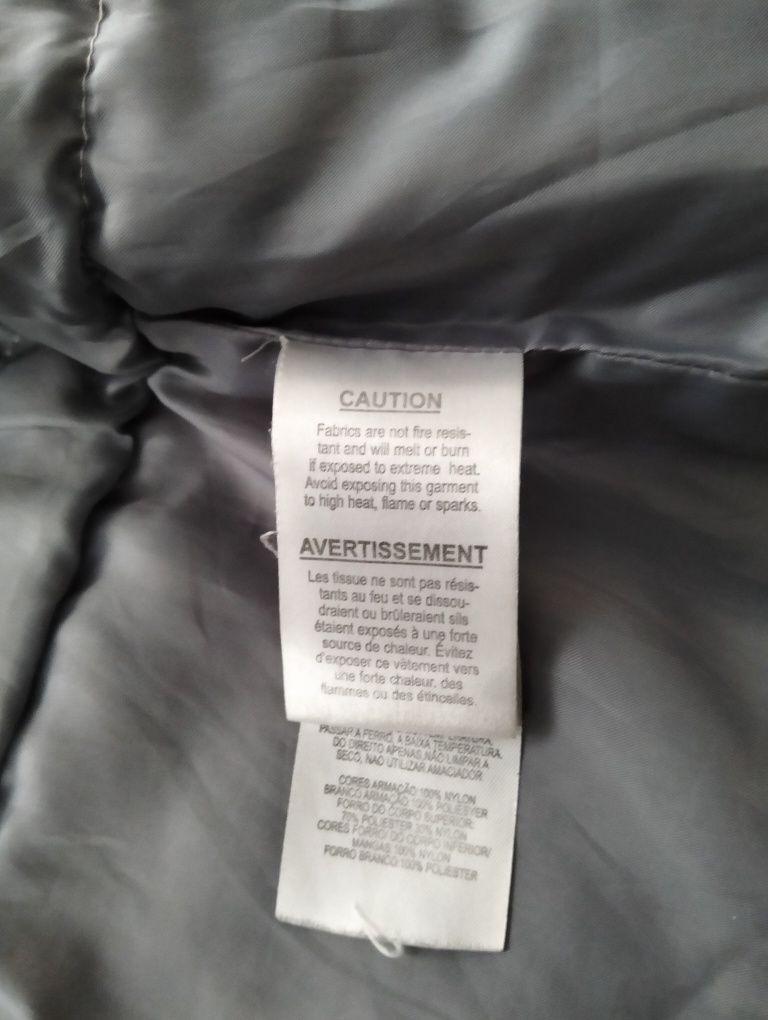 CAUTION
Fabrics are not fire resis-
tant and will melt or burn
if exposed to extreme heat.
Avoid exposing this garment
to high heat, flame or sparks.
AVERTISSEMENT
Les tissue ne sont pas résis-
tants au feu et se dissou-
draient ou brûleraient sils
étaient exposés à une forte
source de chaleur. Évitez
d'exposer ce vàtement vers
une forte chaleur, des
flammes ou des étincelles.
PASSAR A FERRO, A BAIXA TEMPERATURA,
DO DIREITO APENAS,NÃO LIMPAR A
SECO, NAO UTILIZAR AMACIADOR
CORES ARMAÇÃO:100% NYLON
BRANCO ARMAÇÃO:100% POLIESYER
FORRO DO CORPO SUPERIOR:
70% POLIESTER 30% NYLON
CORES FORRO/ DO CORPO INFERIOR/
MANGAS:100% NYLON
FORRO BRANCO:100% POLIESTER